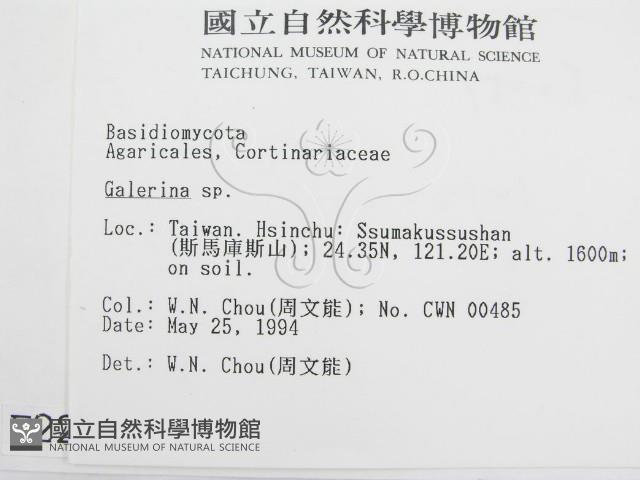 國立自然科學博物館
NATIONAL MUSEUM OF NATURAL SCIENCE
TAICHUNG, TAIWAN, R.O.CHINA
Basidiomycota
Agaricales, Cortinariaceae
Galerina sp.
Loc.: Taiwan. Hsinchu: Ssumakussushan
(斯馬庫斯山); 24.35N, 121.20E; alt. 1600m;
on soil.
Col.: W.N. Chou(周文能); No. CWN 00485
Date: May 25, 1994
Det.: W.N. Chou(周文能)
國立自然科學博物館
NATIONAL MUSEUM OF NATURAL SCIENCE